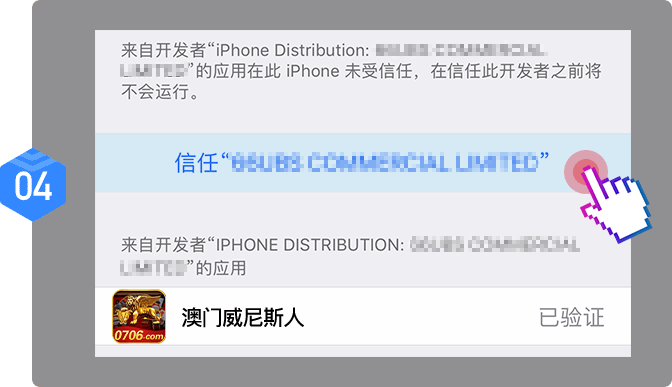 来自开发者“iPhone Distribution:
”的应用在此 iPhone 未受信任，在信任此开发者之前将
不会运行。
04
信任“ COMMERCIAL LIMITED”
来自开发者“IPHONE DISTRIBUTION:
”的应用
0706.com
澳门威尼斯人
已验证